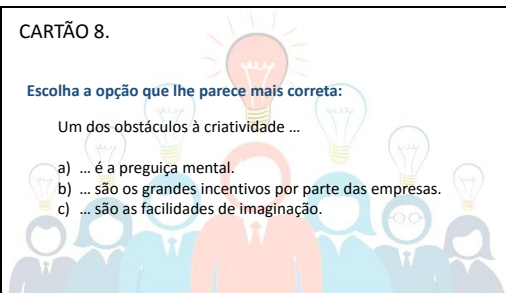 CARTÃO 8.
Escolha a opção que lhe parece mais correta:
Um dos obstáculos à criatividade ...
a) ... é a preguiça mental.
b) ... são os grandes incentivos por parte das empresas.
c) ... são as facilidades de imaginação.